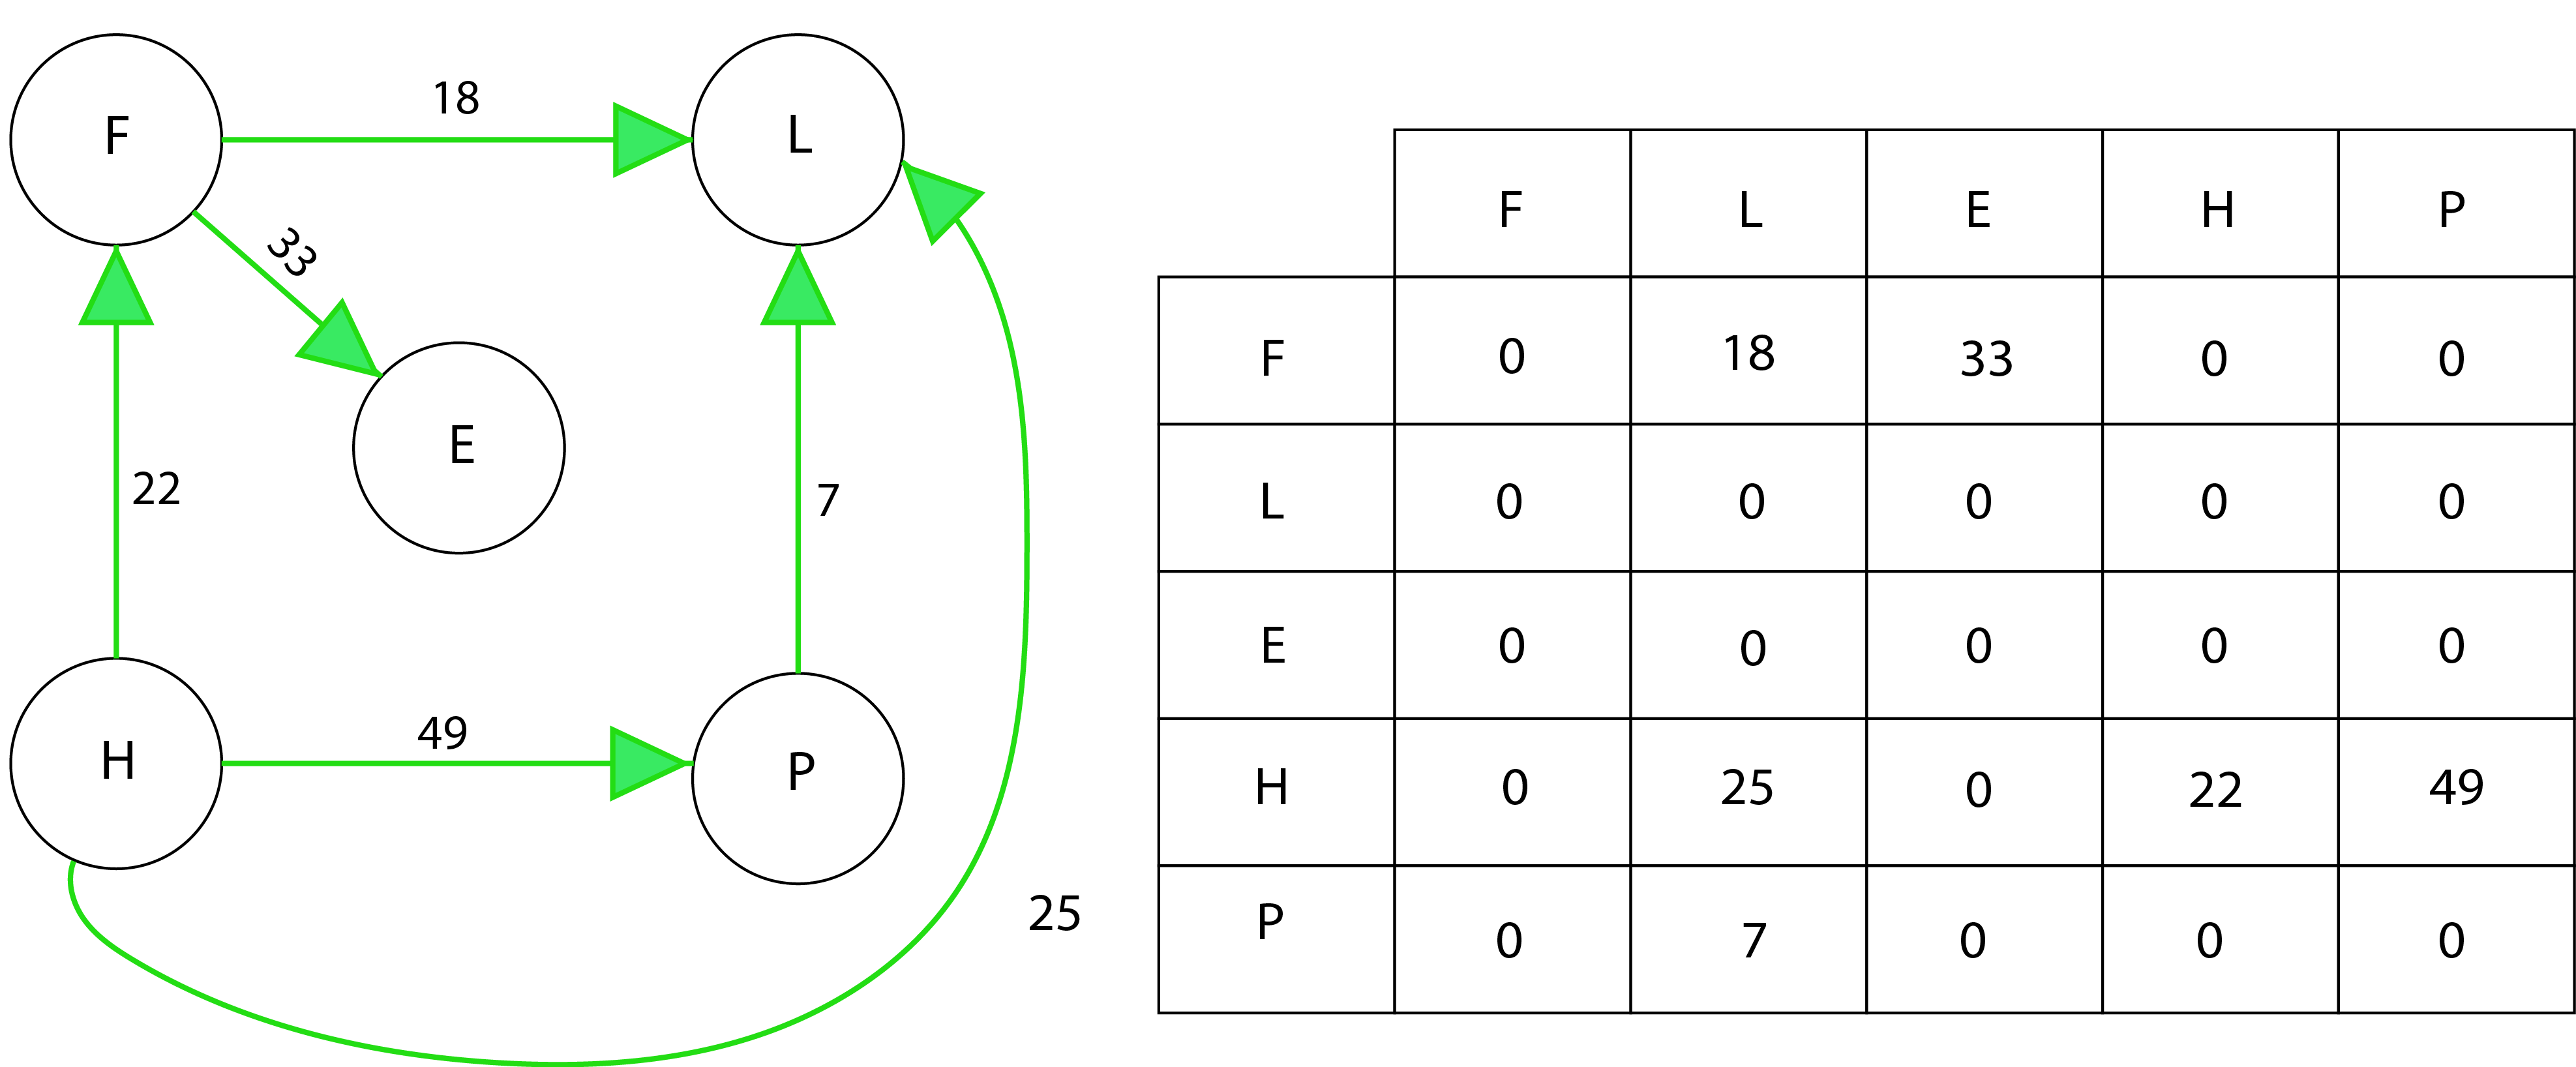 F 18 L
33
E
22
7
H 49 P
25
F L E H P
F 0 18 33 0 0
L 0 0 0 0 0
E 0 0 0 0 0
H 0 25 0 22 49
P 0 7 0 0 0